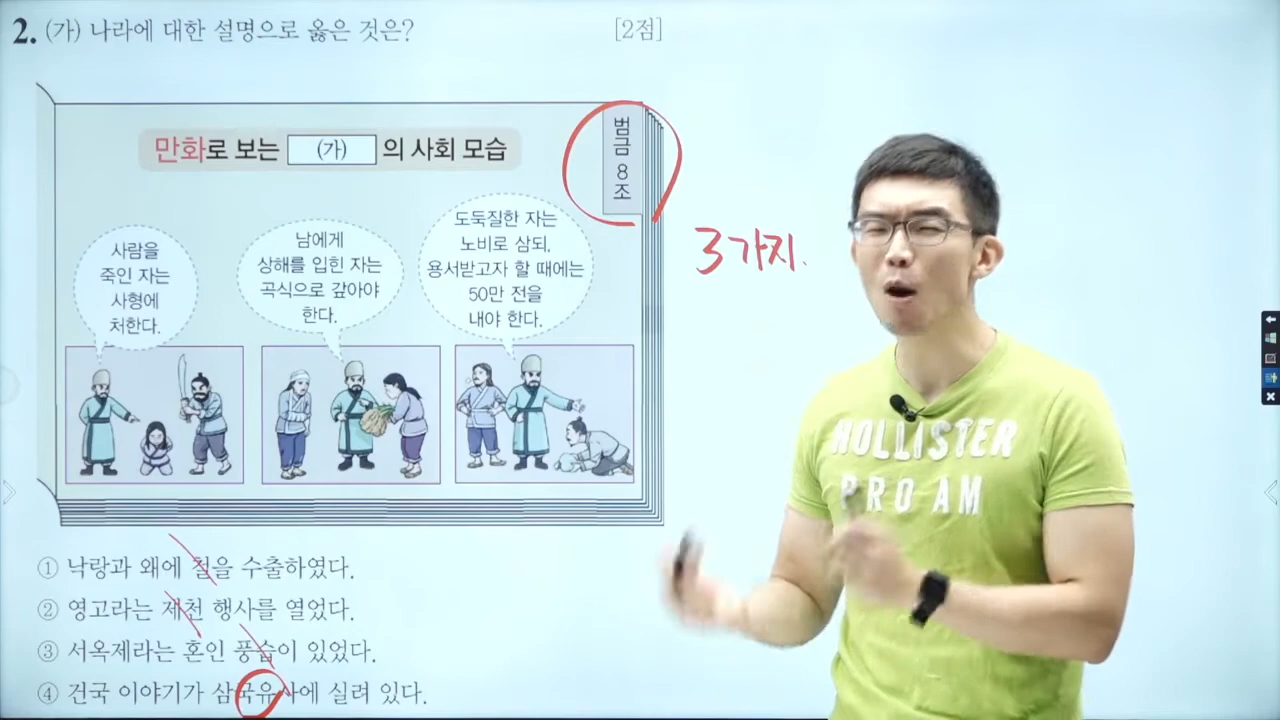 2. (가) 나라에 대한 설명으로 옳은 것은? [2점]
만화로 보는 (가) 의 사회 모습
범금 8조
3가지.
사람을
죽인 자는
사형에
처한다.
남에게
상해를 입힌 자는
곡식으로 갚아야
한다.
도둑질한 자는
노비로 삼되,
용서받고자 할 때에는
50만 전을
내야 한다.
HOLLISTER
PRO AM
① 낙랑과 왜에 철을 수출하였다.
② 영고라는 제천 행사를 열었다.
③ 서옥제라는 혼인 풍습이 있었다.
④ 건국 이야기가 삼국유사에 실려 있다.